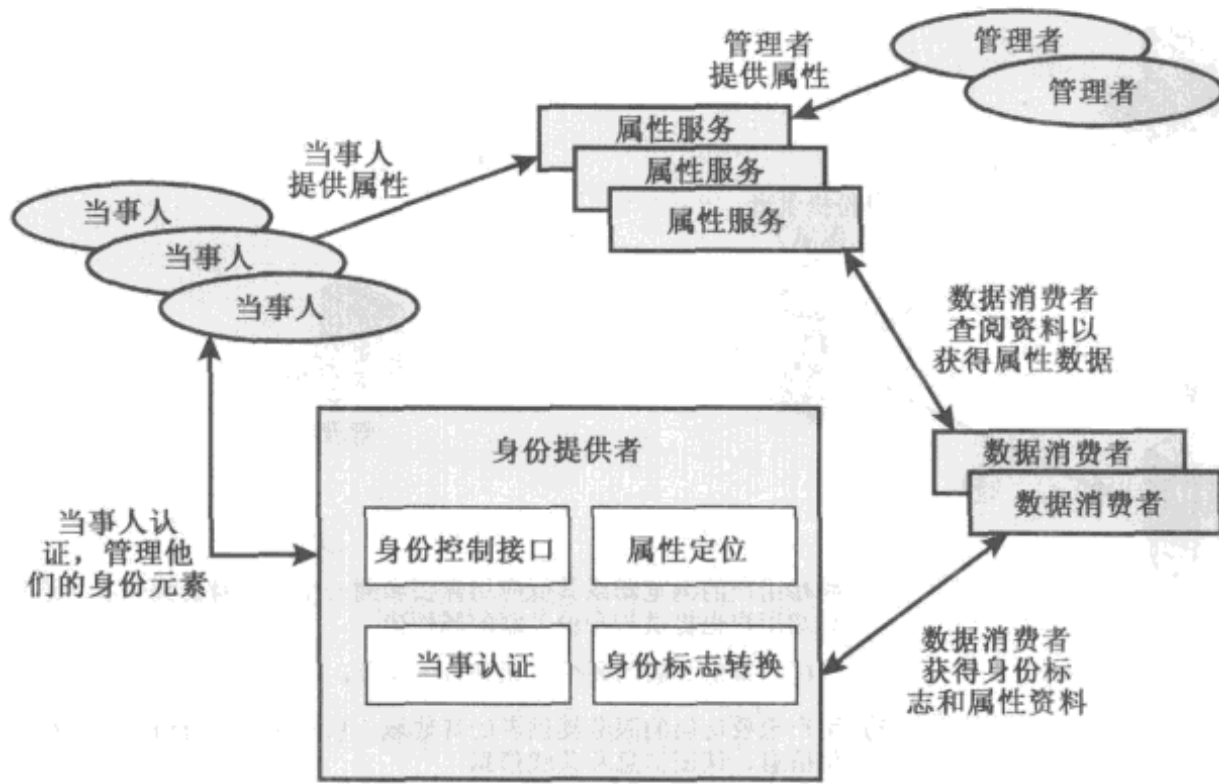 管理者
管理者
管理者
提供属性
属性服务
属性服务
属性服务
当事人
提供属性
当事人
当事人
当事人
数据消费者
查阅资料以
获得属性数据
数据消费者
数据消费者
身份提供者
身份控制接口
属性定位
当事认证
身份标志转换
当事人认
证，管理他
们的身份元素
数据消费者
获得身份标
志和属性资料